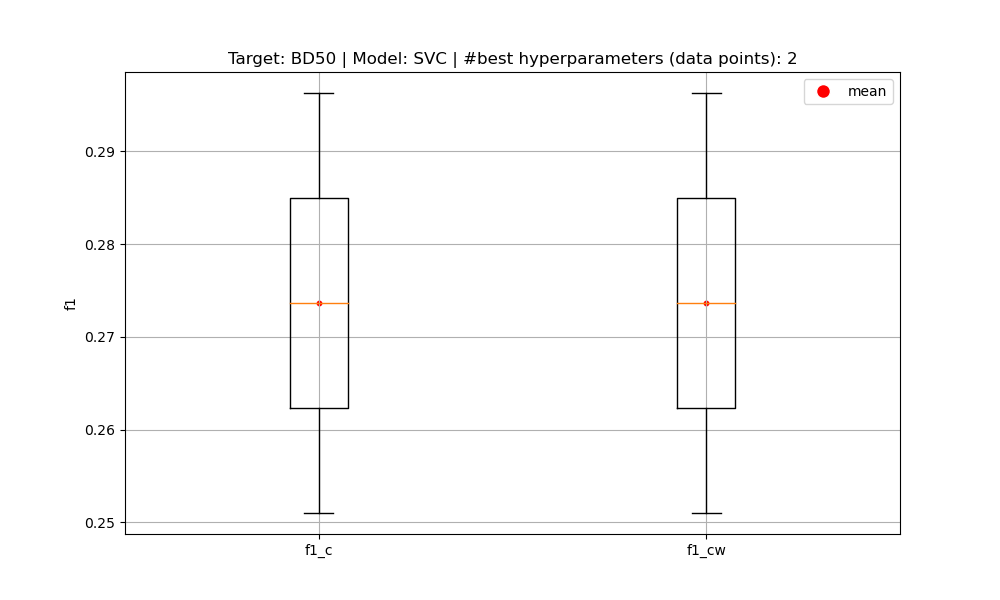 Target: BD50 | Model: SVC | #best hyperparameters (data points): 2
mean
0.29
0.28
0.27
0.26
0.25
f1
f1_c
f1_cw